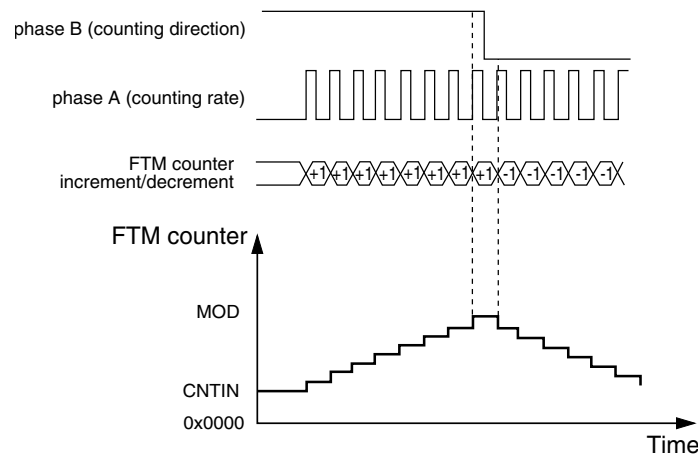 phase B (counting direction)
phase A (counting rate)
FTM counter
increment/decrement
+1 +1 +1 +1 +1 +1 +1 +1 -1 -1 -1 -1 -1
FTM counter
MOD
CNTIN
0x0000
Time